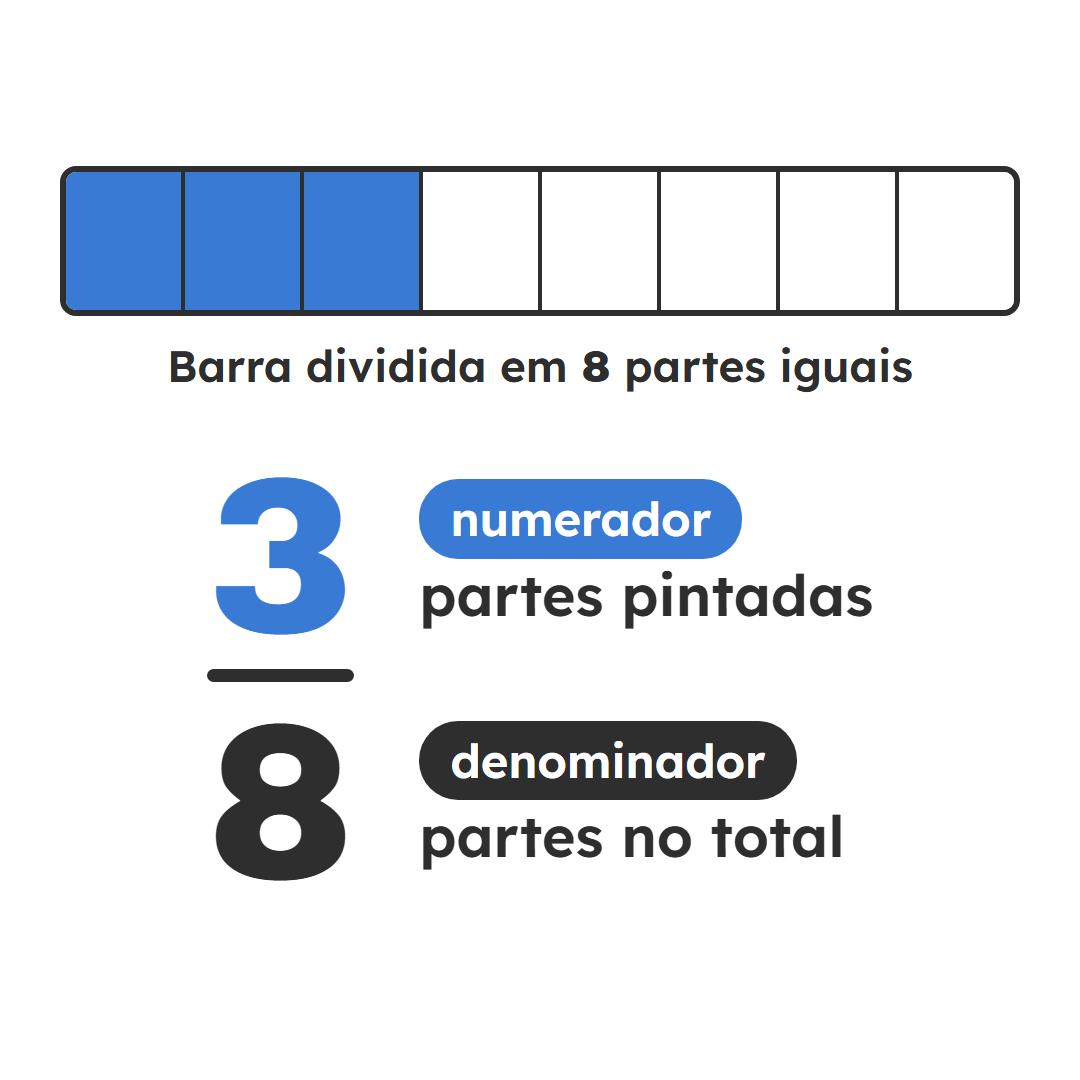 Barra dividida em 8 partes iguais
3
numerador
partes pintadas
8
denominador
partes no total